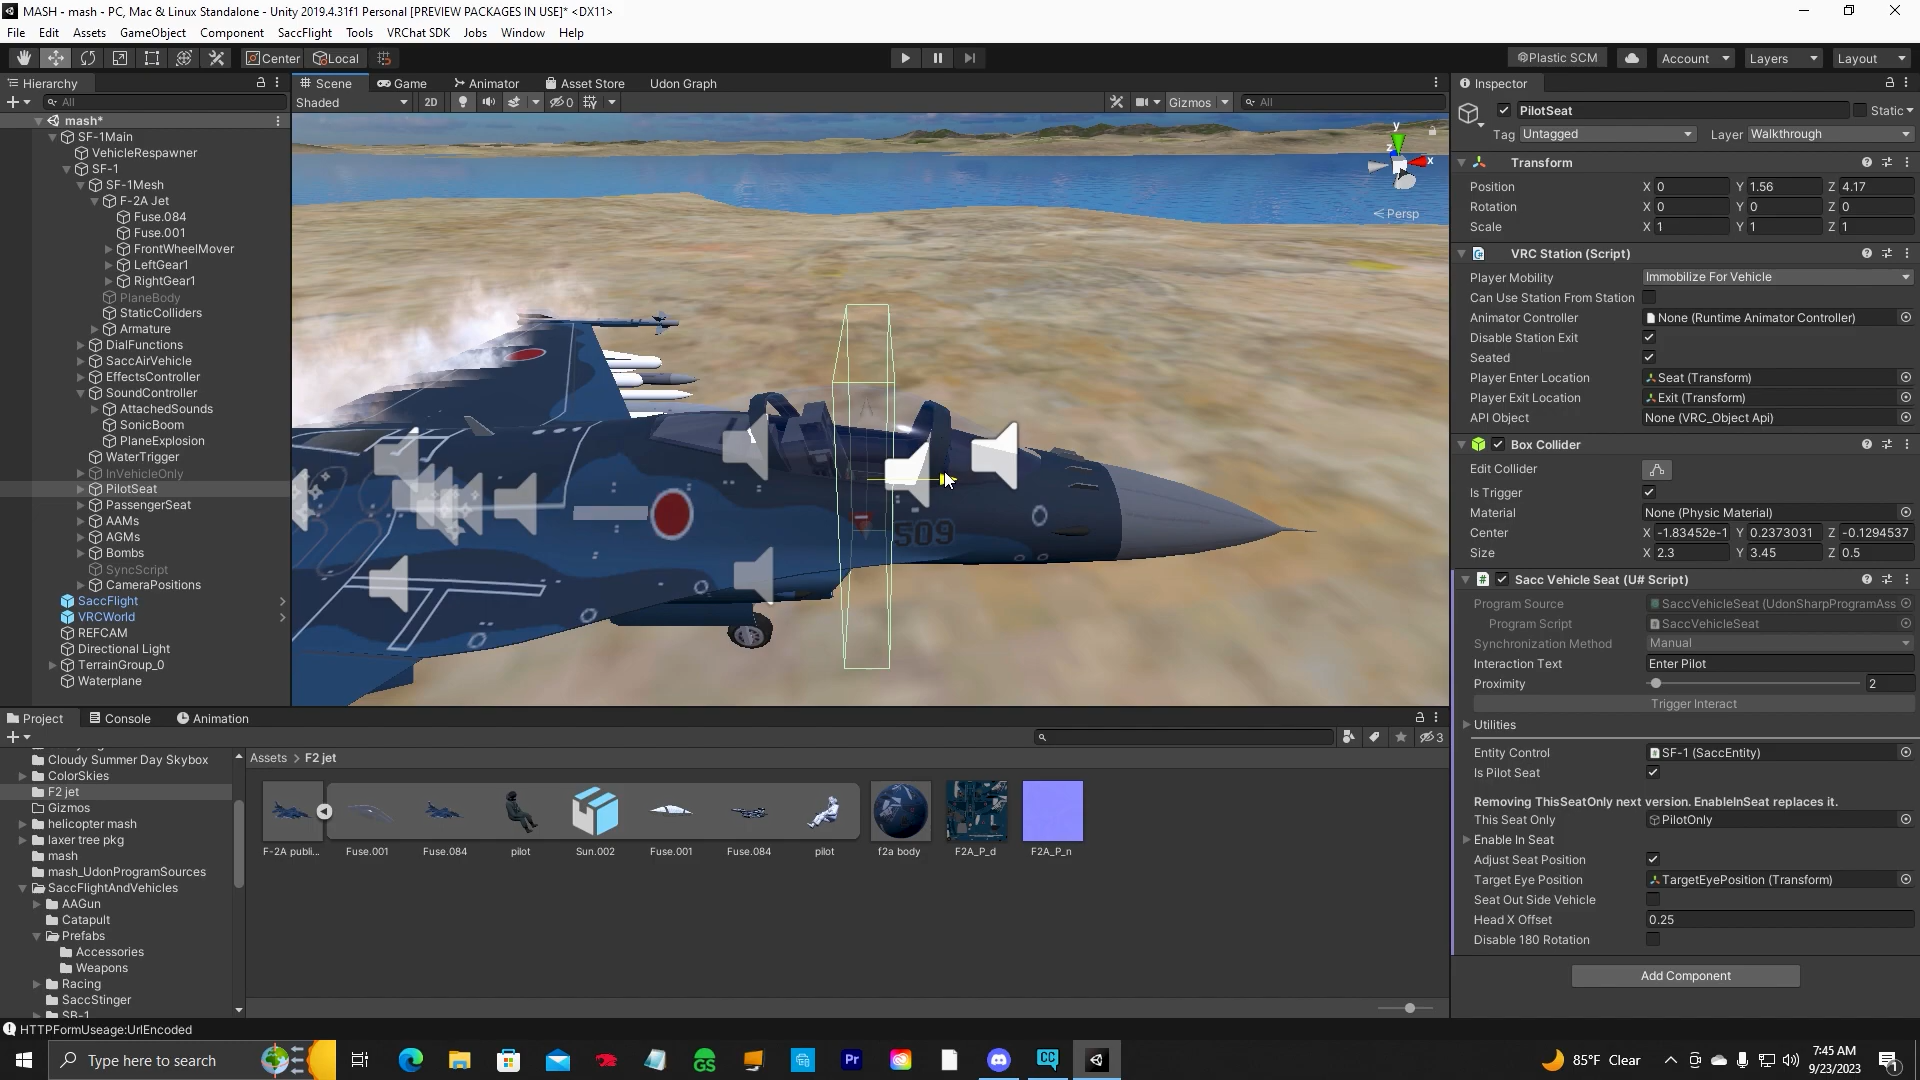 MASH - mash - PC, Mac & Linux Standalone - Unity 2019.4.31f1 Personal [PREVIEW PACKAGES IN USE]* <DX11>
File Edit Assets GameObject Component SaccFlight Tools VRChat SDK Jobs Window Help
Center Local Plastic SCM Account Layers Layout
Hierarchy
All
mash*
SF-1Main
VehicleRespawner
SF-1
SF-1Mesh
F-2A Jet
Fuse.084
Fuse.001
FrontWheelMover
LeftGear1
RightGear1
PlaneBody
StaticColliders
Armature
DialFunctions
SaccAirVehicle
EffectsController
SoundController
AttachedSounds
SonicBoom
PlaneExplosion
WaterTrigger
InVehicleOnly
PilotSeat
PassengerSeat
AAMs
AGMs
Bombs
SyncScript
CameraPositions
SaccFlight
VRCWorld
REFCAM
Directional Light
TerrainGroup_0
Waterplane
Scene Game Animator Asset Store Udon Graph
Shaded 2D 0 Gizmos All
y
z
x
Persp
509
Inspector
PilotSeat Static
Tag Untagged Layer Walkthrough
Transform
Position X 0 Y 1.56 Z 4.17
Rotation X 0 Y 0 Z 0
Scale X 1 Y 1 Z 1
VRC Station (Script)
Player Mobility Immobilize For Vehicle
Can Use Station From Station
Animator Controller None (Runtime Animator Controller)
Disable Station Exit
Seated
Player Enter Location Seat (Transform)
Player Exit Location Exit (Transform)
API Object None (VRC_Object Api)
Box Collider
Edit Collider
Is Trigger
Material None (Physic Material)
Center X -1.83452e-1 Y 0.2373031 Z -0.1294537
Size X 2.3 Y 3.45 Z 0.5
Sacc Vehicle Seat (U# Script)
Program Source SaccVehicleSeat (UdonSharpProgramAss
Program Script SaccVehicleSeat
Synchronization Method Manual
Interaction Text Enter Pilot
Proximity 2
Trigger Interact
Utilities
Entity Control SF-1 (SaccEntity)
Is Pilot Seat
Removing ThisSeatOnly next version. EnableInSeat replaces it.
This Seat Only PilotOnly
Enable In Seat
Adjust Seat Position
Target Eye Position TargetEyePosition (Transform)
Seat Out Side Vehicle
Head X Offset 0.25
Disable 180 Rotation
Add Component
Project Console Animation
3
Cloudy Summer Day Skybox
ColorSkies
F2 jet
Gizmos
helicopter mash
laxer tree pkg
mash
mash_UdonProgramSources
SaccFlightAndVehicles
AAGun
Catapult
Prefabs
Accessories
Weapons
Racing
SaccStinger
SB-1
Assets > F2 jet
F-2A publi... Fuse.001 Fuse.084 pilot Sun.002 Fuse.001 Fuse.084 pilot f2a body F2A_P_d F2A_P_n
HTTPFormUseage:UrlEncoded
Type here to search
GS
Pr
CC
85°F Clear
7:45 AM
9/23/2023
1